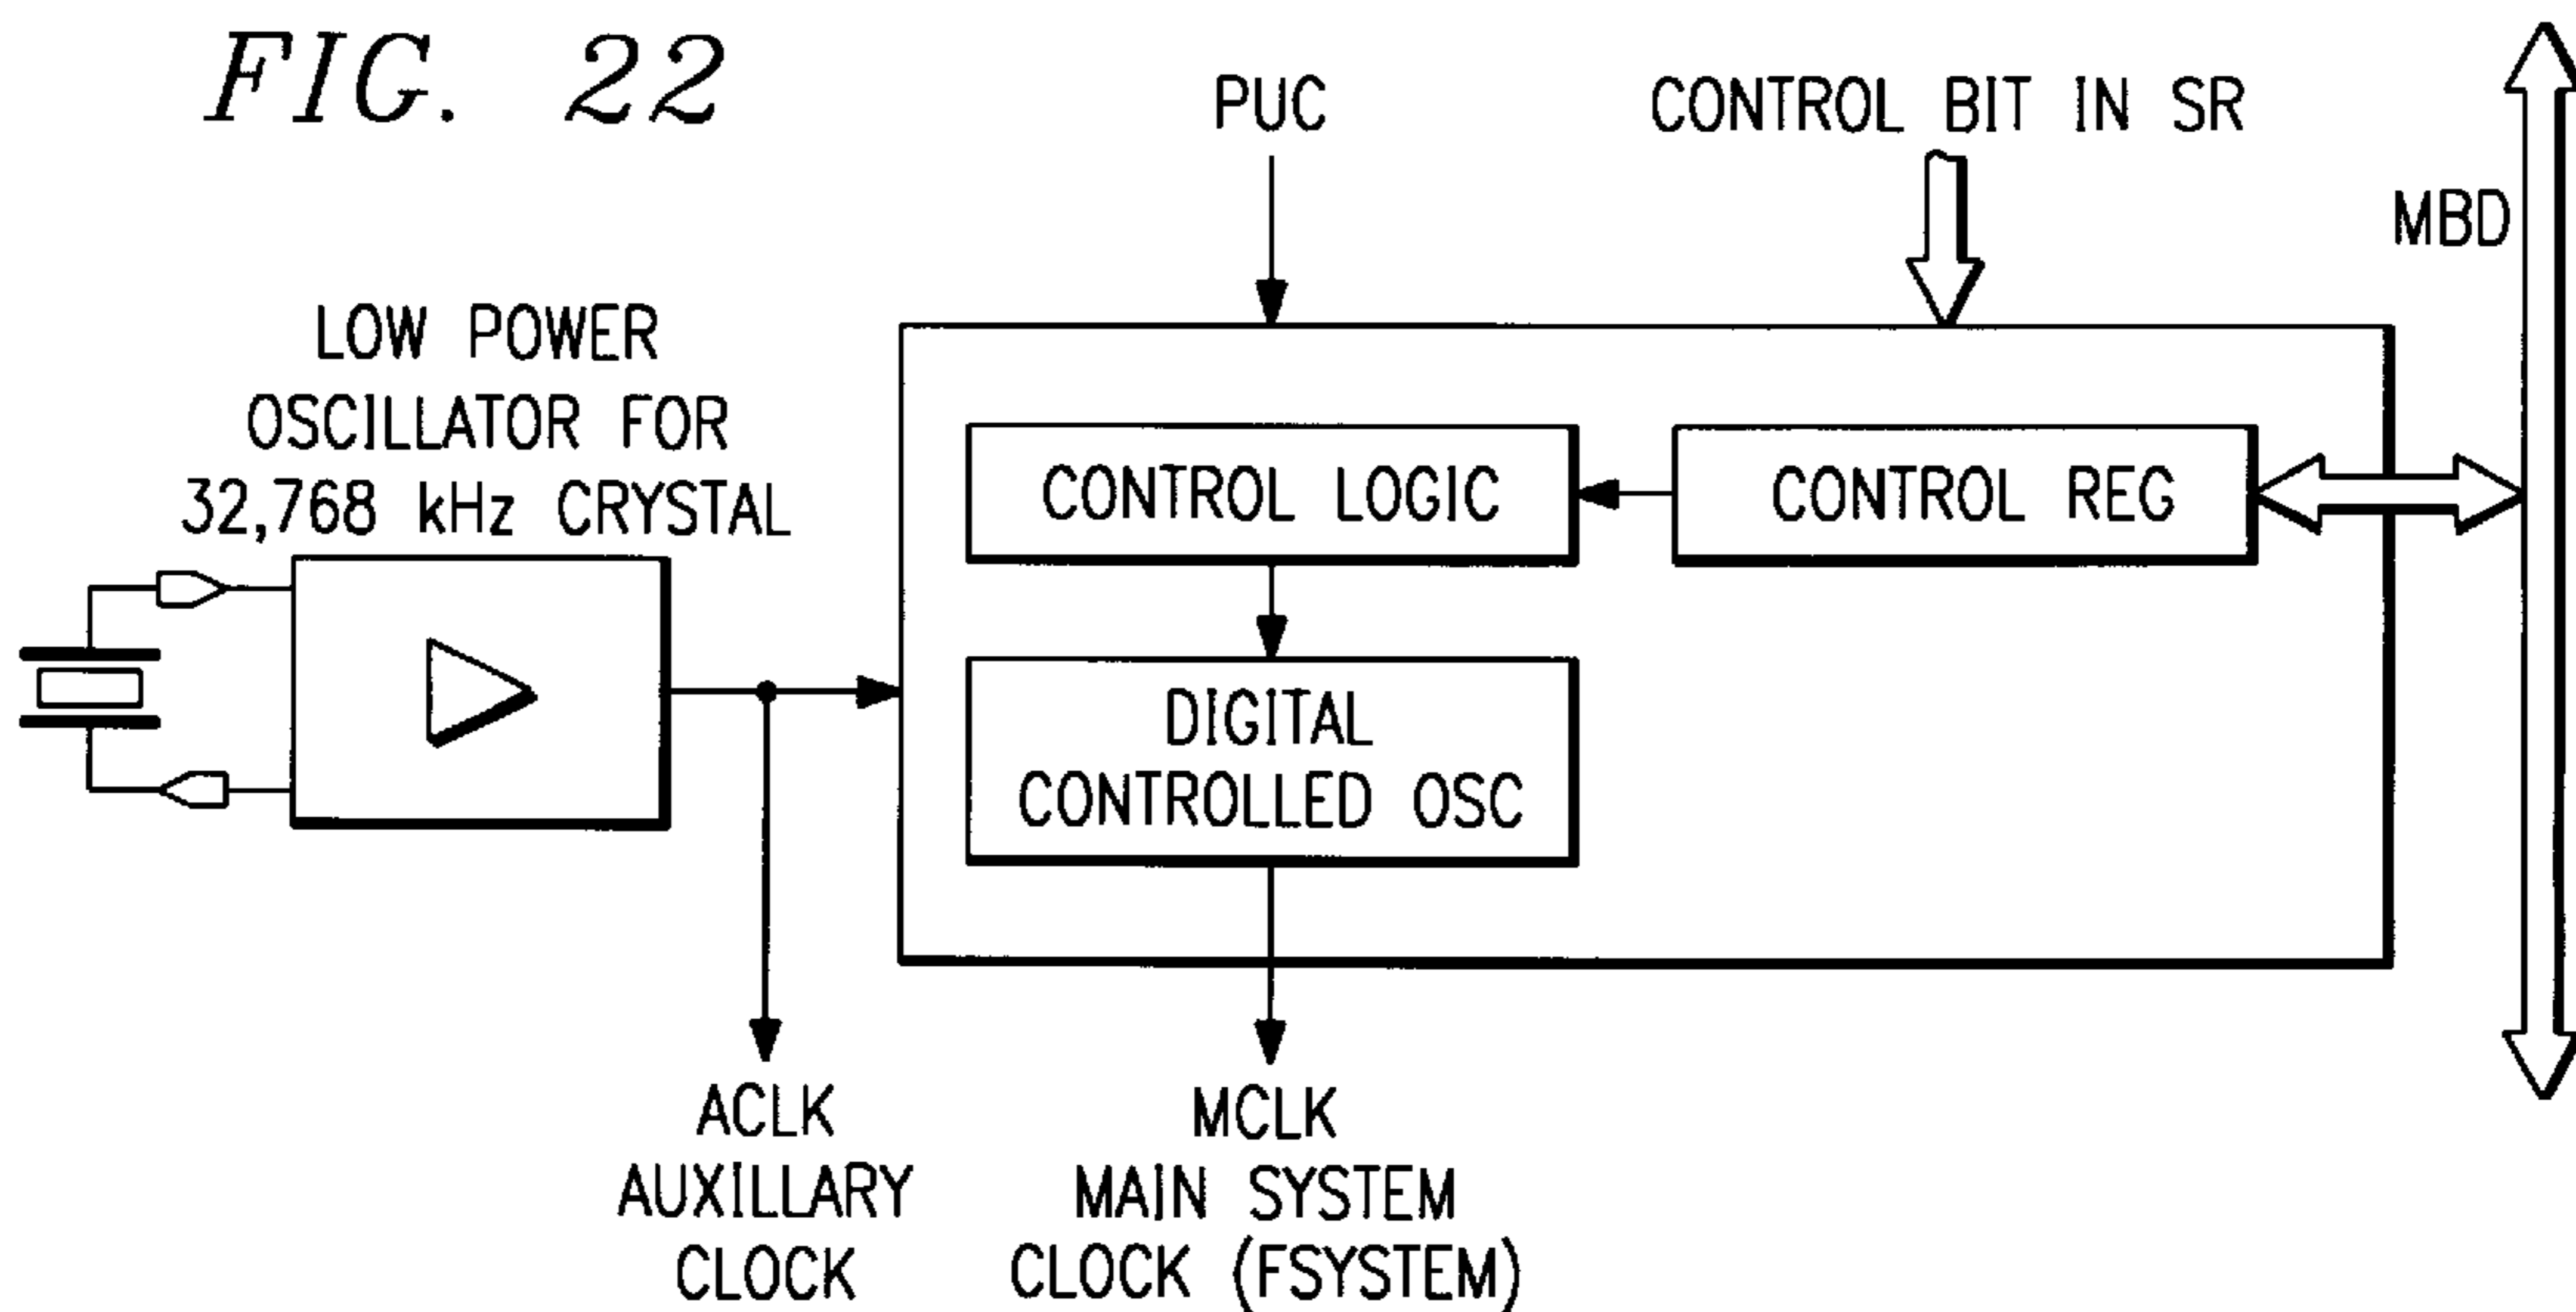 FIG. 22
PUC
CONTROL BIT IN SR
MBD
LOW POWER
OSCILLATOR FOR
32,768 kHz CRYSTAL
CONTROL LOGIC
CONTROL REG
DIGITAL
CONTROLLED OSC
ACLK
AUXILLARY
CLOCK
MCLK
MAIN SYSTEM
CLOCK (FSYSTEM)